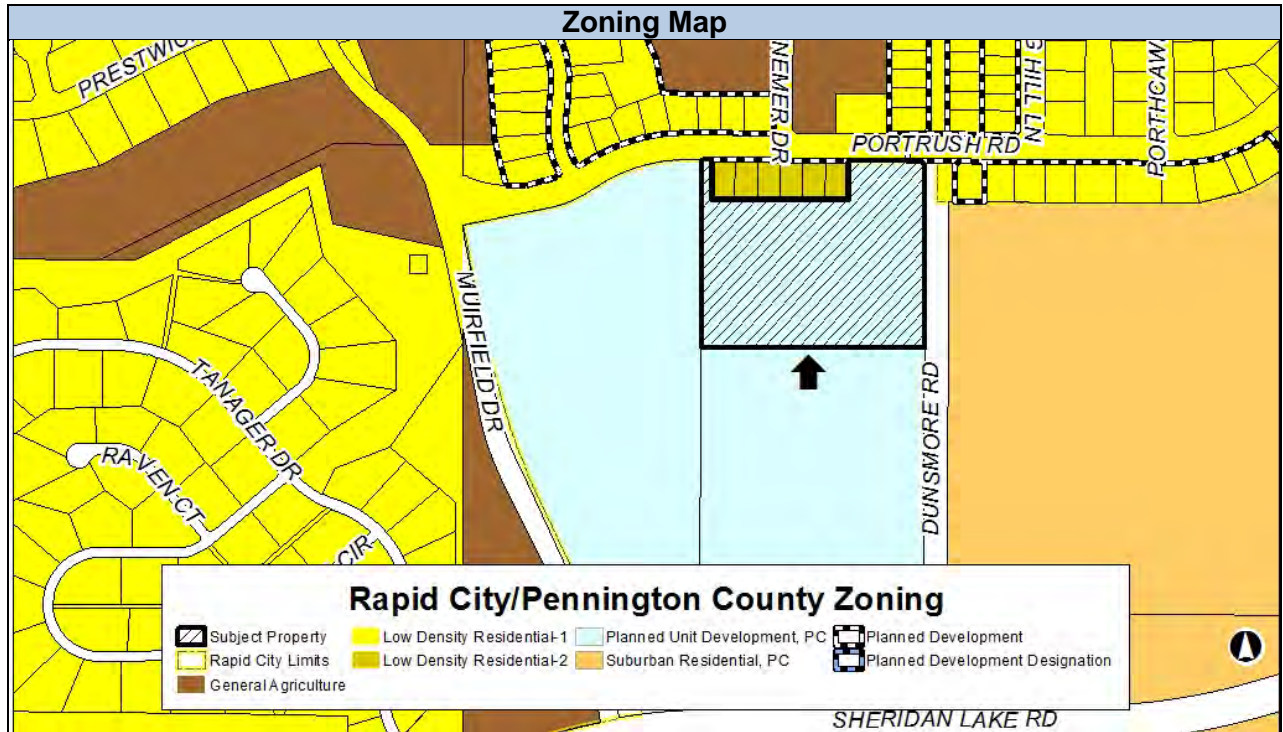 Zoning Map
PRESTWIC
NEMER DR
G HILL LN
PORTHCAW
PORTRUSH RD
MUIRFIELD DR
TANAGER DR
RAVEN CT
CIR
DUNSMORE RD
Rapid City/Pennington County Zoning
Subject Property
Low Density Residential-1
Planned Unit Development, PC
Planned Development
Rapid City Limits
Low Density Residential-2
Suburban Residential, PC
Planned Development Designation
General Agriculture
SHERIDAN LAKE RD